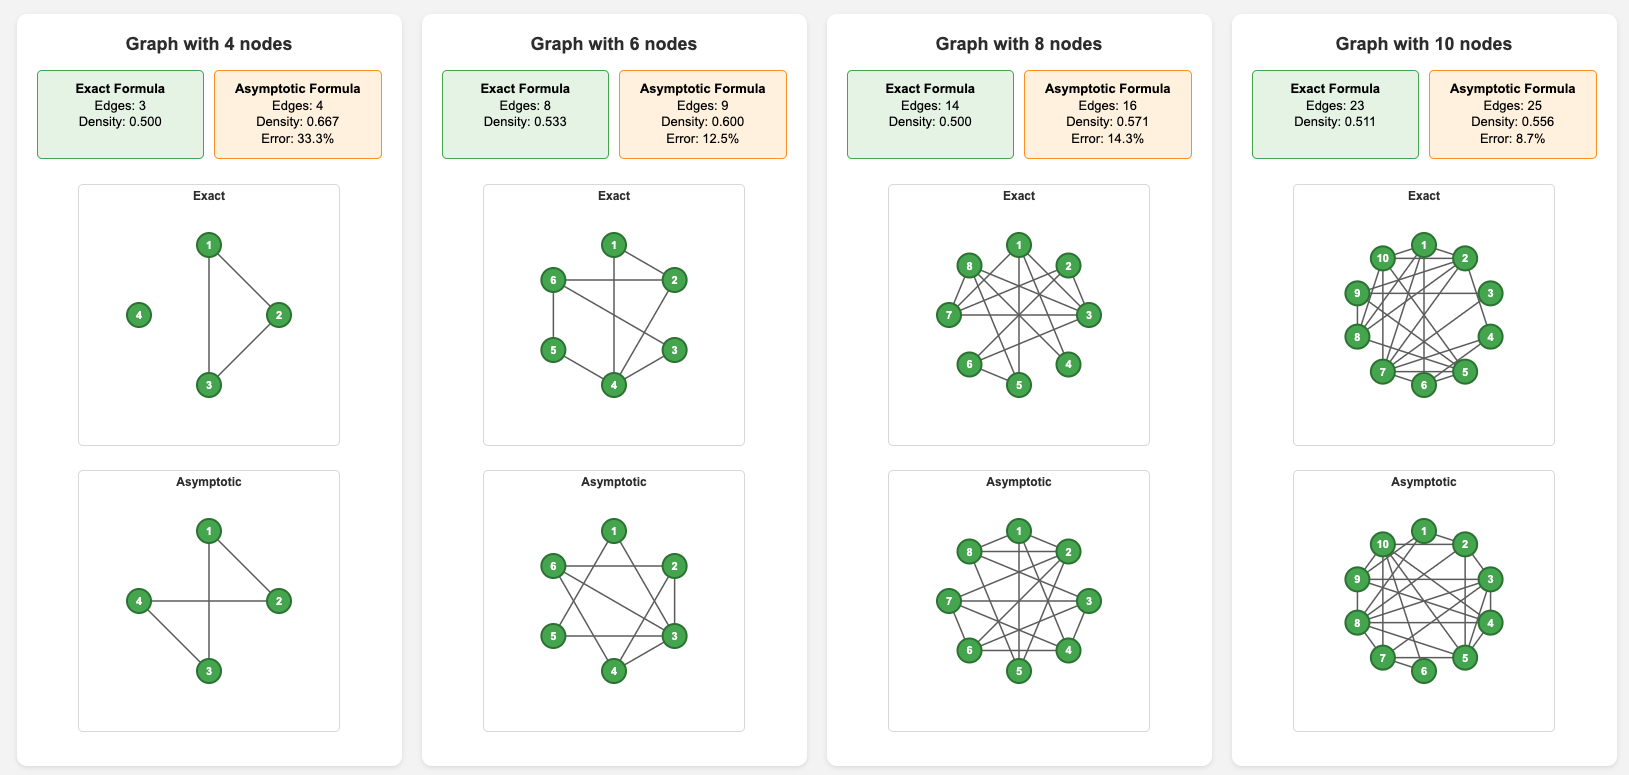 Graph with 4 nodes
Exact Formula
Edges: 3
Density: 0.500
Asymptotic Formula
Edges: 4
Density: 0.667
Error: 33.3%
Exact
1
4
2
3
Asymptotic
1
4
2
3
Graph with 6 nodes
Exact Formula
Edges: 8
Density: 0.533
Asymptotic Formula
Edges: 9
Density: 0.600
Error: 12.5%
Exact
1
6
2
5
3
4
Asymptotic
1
6
2
5
3
4
Graph with 8 nodes
Exact Formula
Edges: 14
Density: 0.500
Asymptotic Formula
Edges: 16
Density: 0.571
Error: 14.3%
Exact
1
8
2
7
3
6
4
5
Asymptotic
1
8
2
7
3
6
4
5
Graph with 10 nodes
Exact Formula
Edges: 23
Density: 0.511
Asymptotic Formula
Edges: 25
Density: 0.556
Error: 8.7%
Exact
1
10
2
9
3
8
4
7
5
6
Asymptotic
1
10
2
9
3
8
4
7
5
6